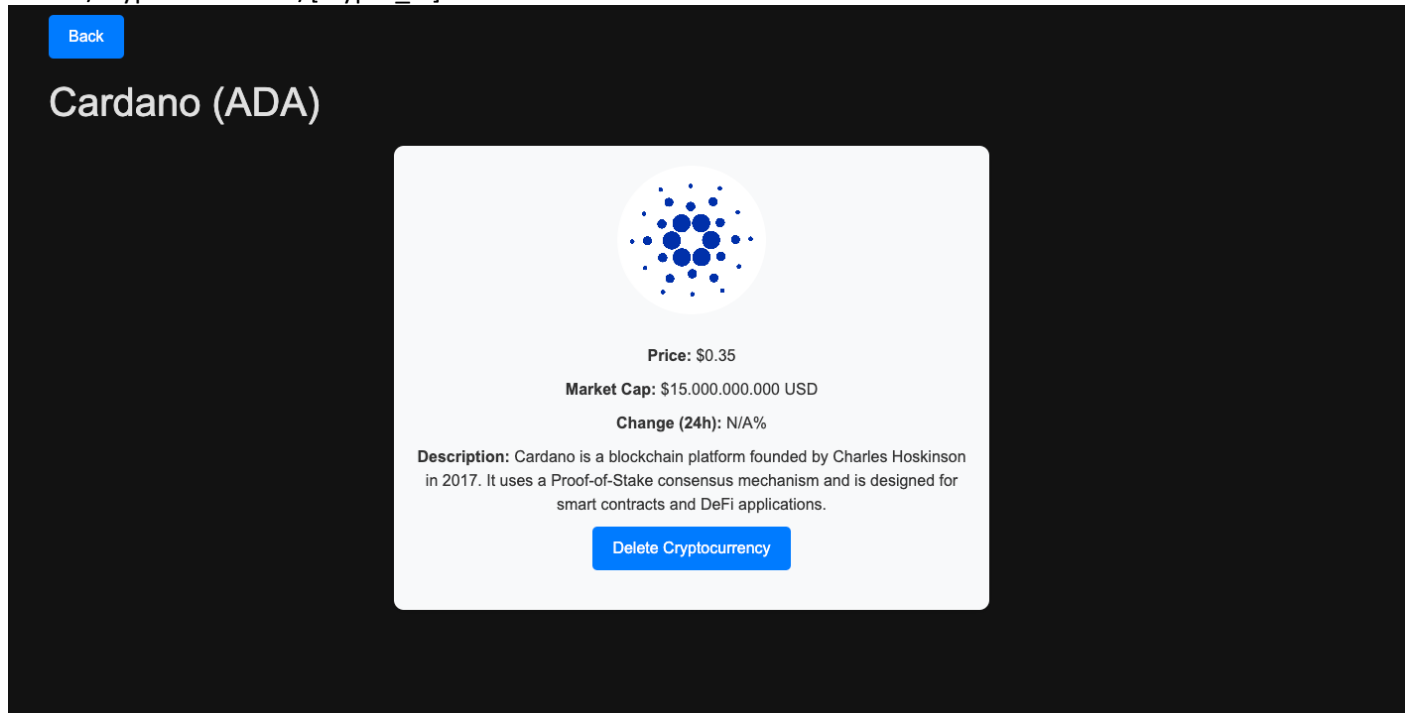 Back
Cardano (ADA)
Price: $0.35
Market Cap: $15.000.000.000 USD
Change (24h): N/A%
Description: Cardano is a blockchain platform founded by Charles Hoskinson
in 2017. It uses a Proof-of-Stake consensus mechanism and is designed for
smart contracts and DeFi applications.
Delete Cryptocurrency